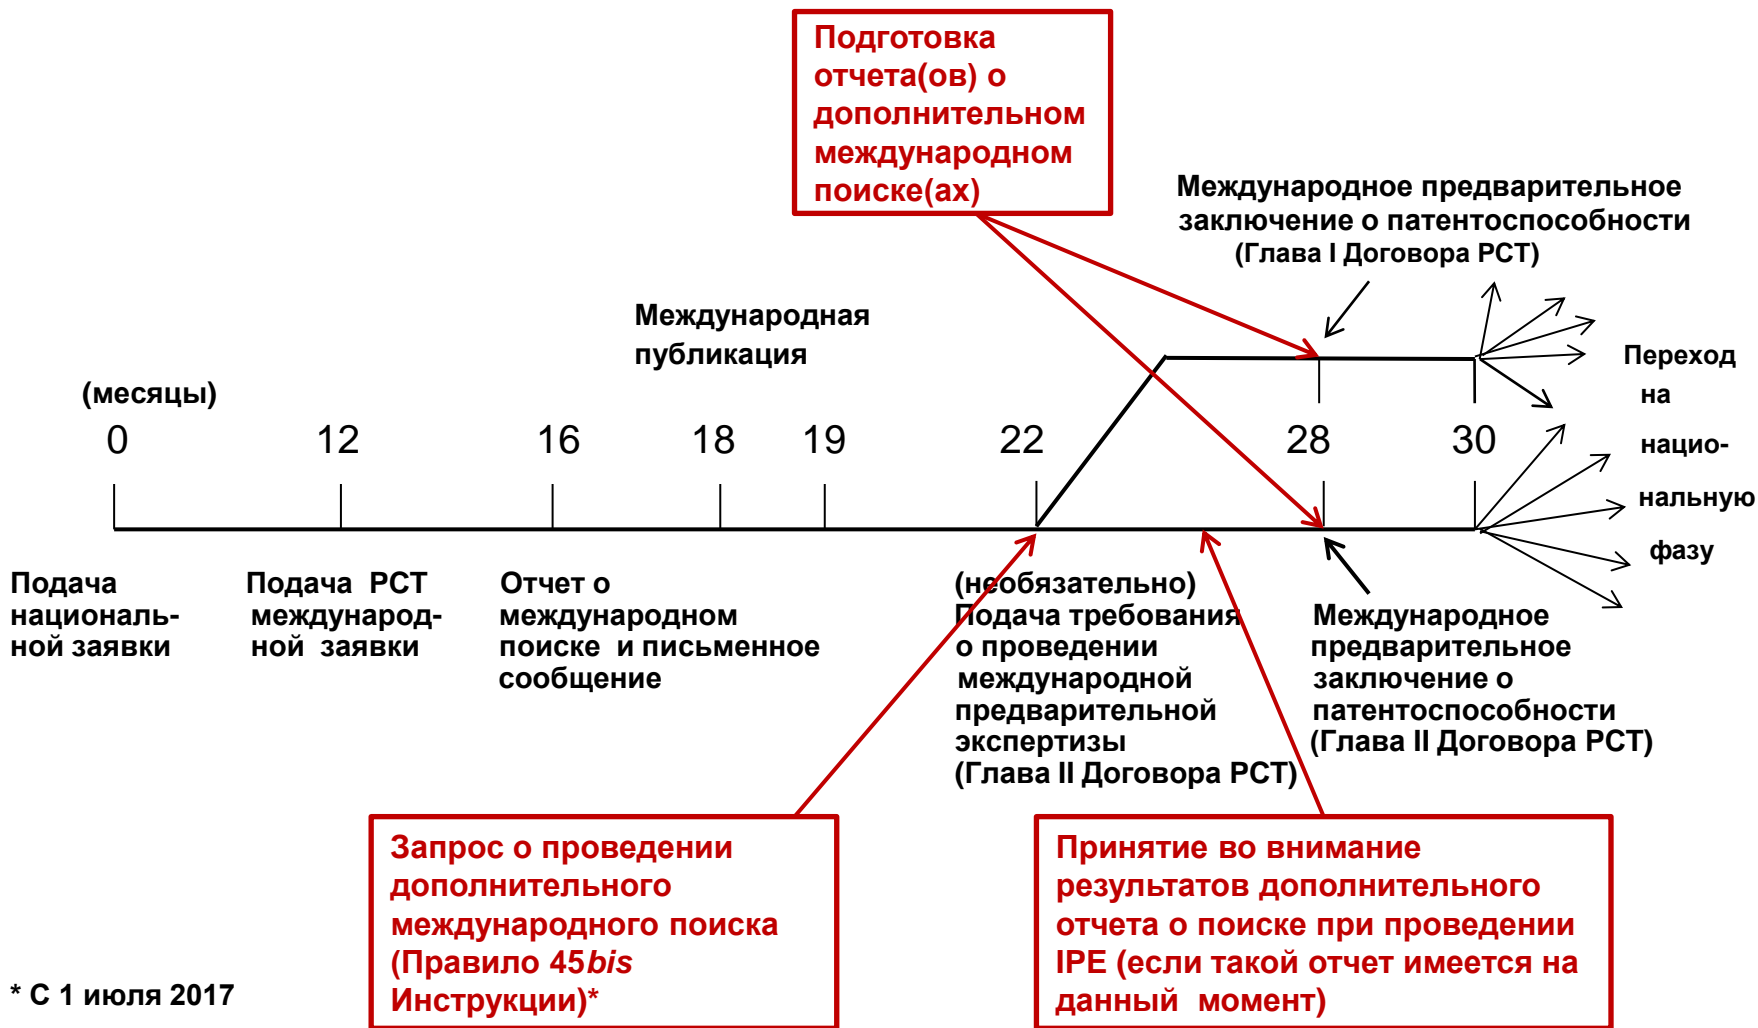 Подготовка
отчета(ов) о
дополнительном
международном
поиске(ах)
Международное предварительное
заключение о патентоспособности
(Глава I Договора PCT)
Международная
публикация
(месяцы)
0 12 16 18 19 22 28 30
Переход
на
нацио-
нальную
фазу
Подача
националь-
ной заявки
Подача PCT
международ-
ной заявки
Отчет о
международном
поиске и письменное
сообщение
(необязательно)
Подача требования
о проведении
международной
предварительной
экспертизы
(Глава II Договора PCT)
Международное
предварительное
заключение о
патентоспособности
(Глава II Договора PCT)
Запрос о проведении
дополнительного
международного поиска
(Правило 45bis
Инструкции)*
Принятие во внимание
результатов дополнительного
отчета о поиске при проведении
IPE (если такой отчет имеется на
данный момент)
* С 1 июля 2017